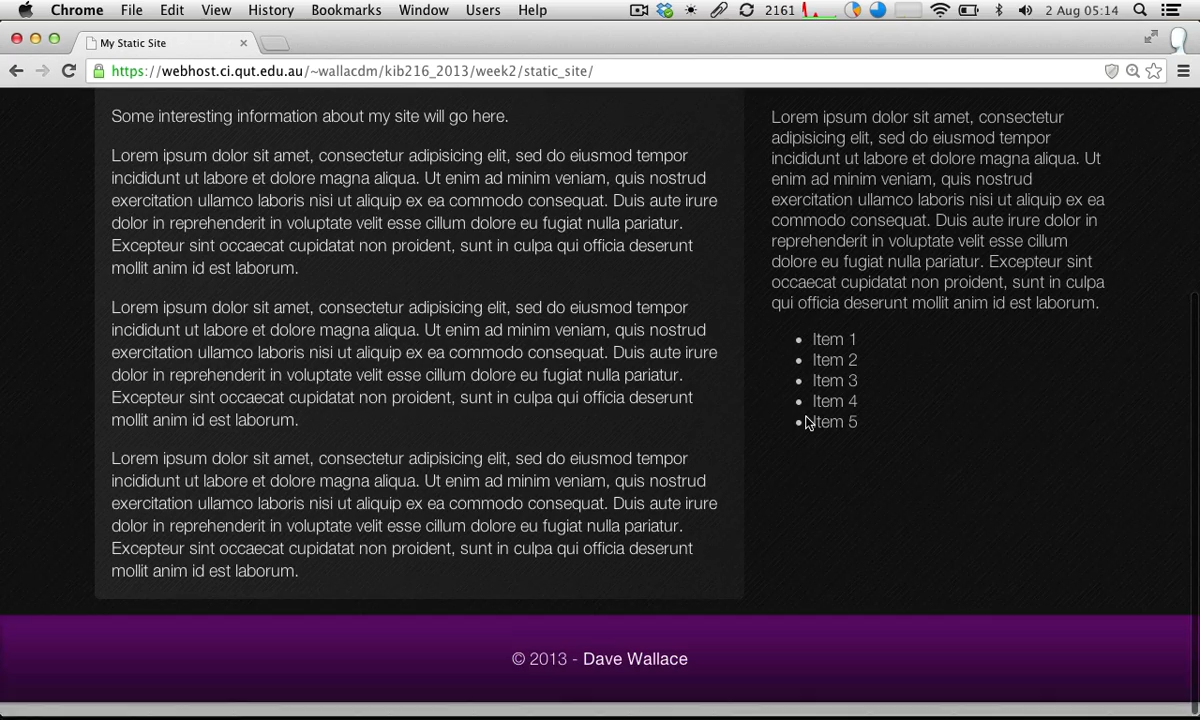 Chrome File Edit View History Bookmarks Window Users Help 2161 2 Aug 05:14
My Static Site
https://webhost.ci.qut.edu.au/~wallacdm/kib216_2013/week2/static_site/
Some interesting information about my site will go here.
Lorem ipsum dolor sit amet, consectetur adipisicing elit, sed do eiusmod tempor
incididunt ut labore et dolore magna aliqua. Ut enim ad minim veniam, quis nostrud
exercitation ullamco laboris nisi ut aliquip ex ea commodo consequat. Duis aute irure
dolor in reprehenderit in voluptate velit esse cillum dolore eu fugiat nulla pariatur.
Excepteur sint occaecat cupidatat non proident, sunt in culpa qui officia deserunt
mollit anim id est laborum.
Lorem ipsum dolor sit amet, consectetur adipisicing elit, sed do eiusmod tempor
incididunt ut labore et dolore magna aliqua. Ut enim ad minim veniam, quis nostrud
exercitation ullamco laboris nisi ut aliquip ex ea commodo consequat. Duis aute irure
dolor in reprehenderit in voluptate velit esse cillum dolore eu fugiat nulla pariatur.
Excepteur sint occaecat cupidatat non proident, sunt in culpa qui officia deserunt
mollit anim id est laborum.
Lorem ipsum dolor sit amet, consectetur adipisicing elit, sed do eiusmod tempor
incididunt ut labore et dolore magna aliqua. Ut enim ad minim veniam, quis nostrud
exercitation ullamco laboris nisi ut aliquip ex ea commodo consequat. Duis aute irure
dolor in reprehenderit in voluptate velit esse cillum dolore eu fugiat nulla pariatur.
Excepteur sint occaecat cupidatat non proident, sunt in culpa qui officia deserunt
mollit anim id est laborum.
Lorem ipsum dolor sit amet, consectetur
adipisicing elit, sed do eiusmod tempor
incididunt ut labore et dolore magna aliqua. Ut
enim ad minim veniam, quis nostrud
exercitation ullamco laboris nisi ut aliquip ex ea
commodo consequat. Duis aute irure dolor in
reprehenderit in voluptate velit esse cillum
dolore eu fugiat nulla pariatur. Excepteur sint
occaecat cupidatat non proident, sunt in culpa
qui officia deserunt mollit anim id est laborum.
• Item 1
• Item 2
• Item 3
• Item 4
• Item 5
© 2013 - Dave Wallace